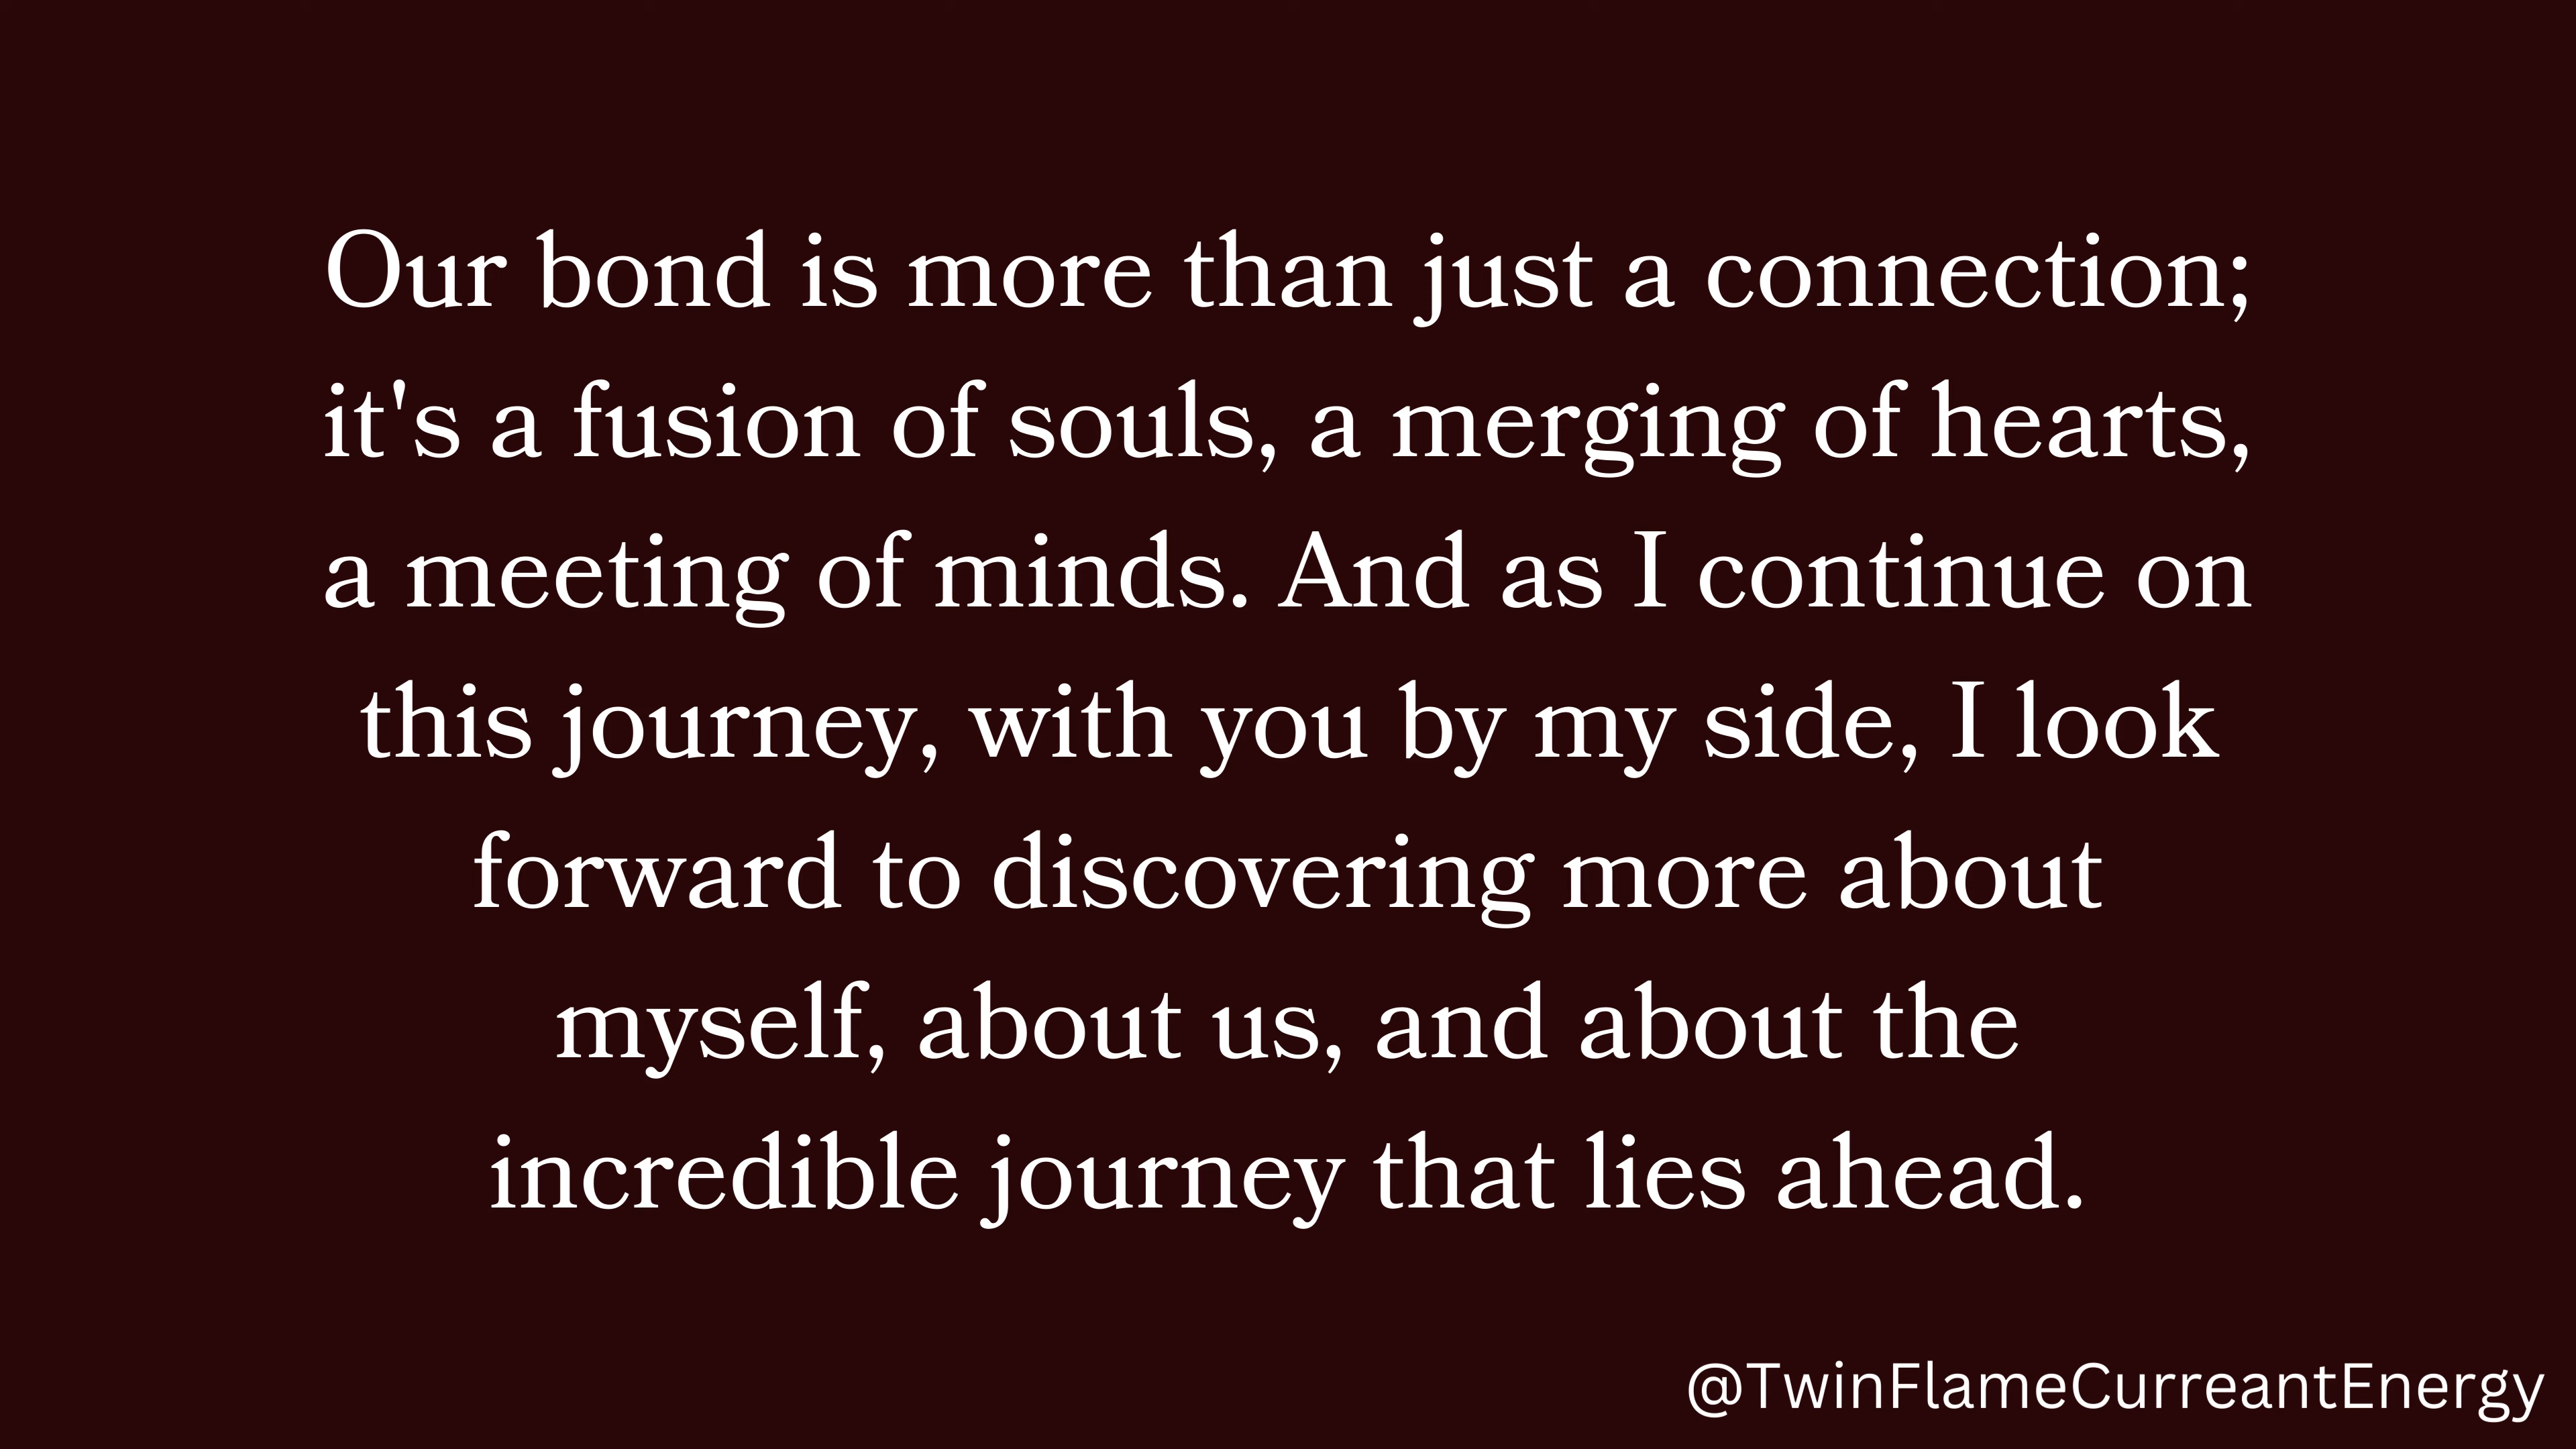 Our bond is more than just a connection;
it's a fusion of souls, a merging of hearts,
a meeting of minds. And as I continue on
this journey, with you by my side, I look
forward to discovering more about
myself, about us, and about the
incredible journey that lies ahead.
@TwinFlameCurreantEnergy